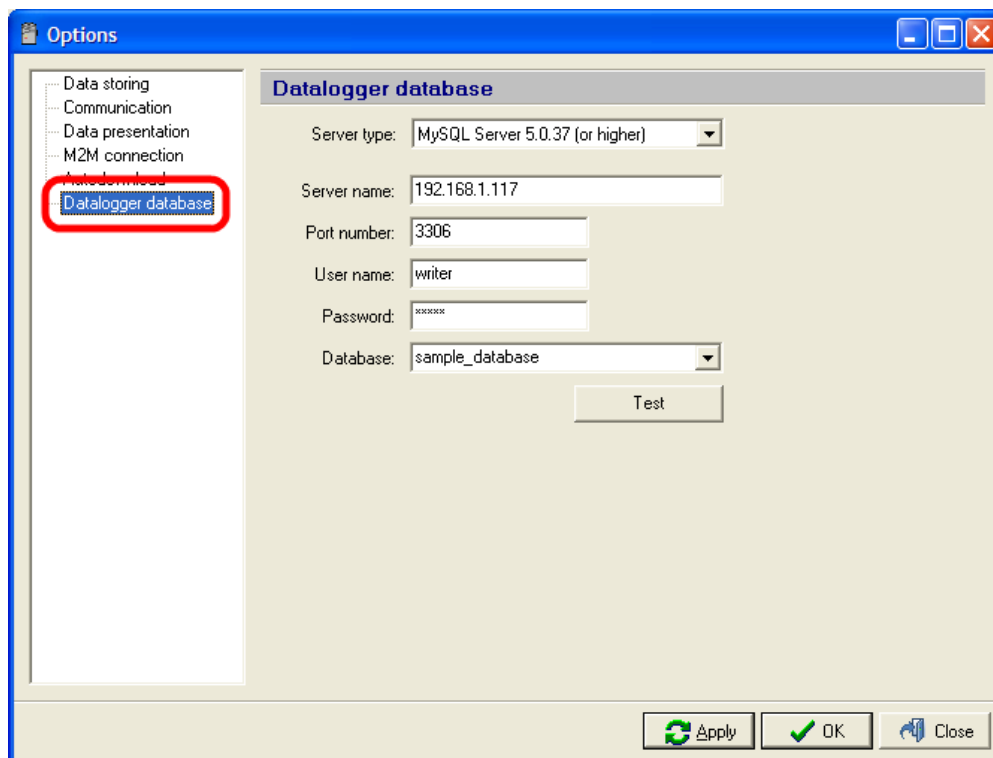 Options
Data storing
Communication
Data presentation
M2M connection
Autodownload
Datalogger database
Datalogger database
Server type: MySQL Server 5.0.37 (or higher)
Server name: 192.168.1.117
Port number: 3306
User name: writer
Password: *****
Database: sample_database
Test
Apply
OK
Close